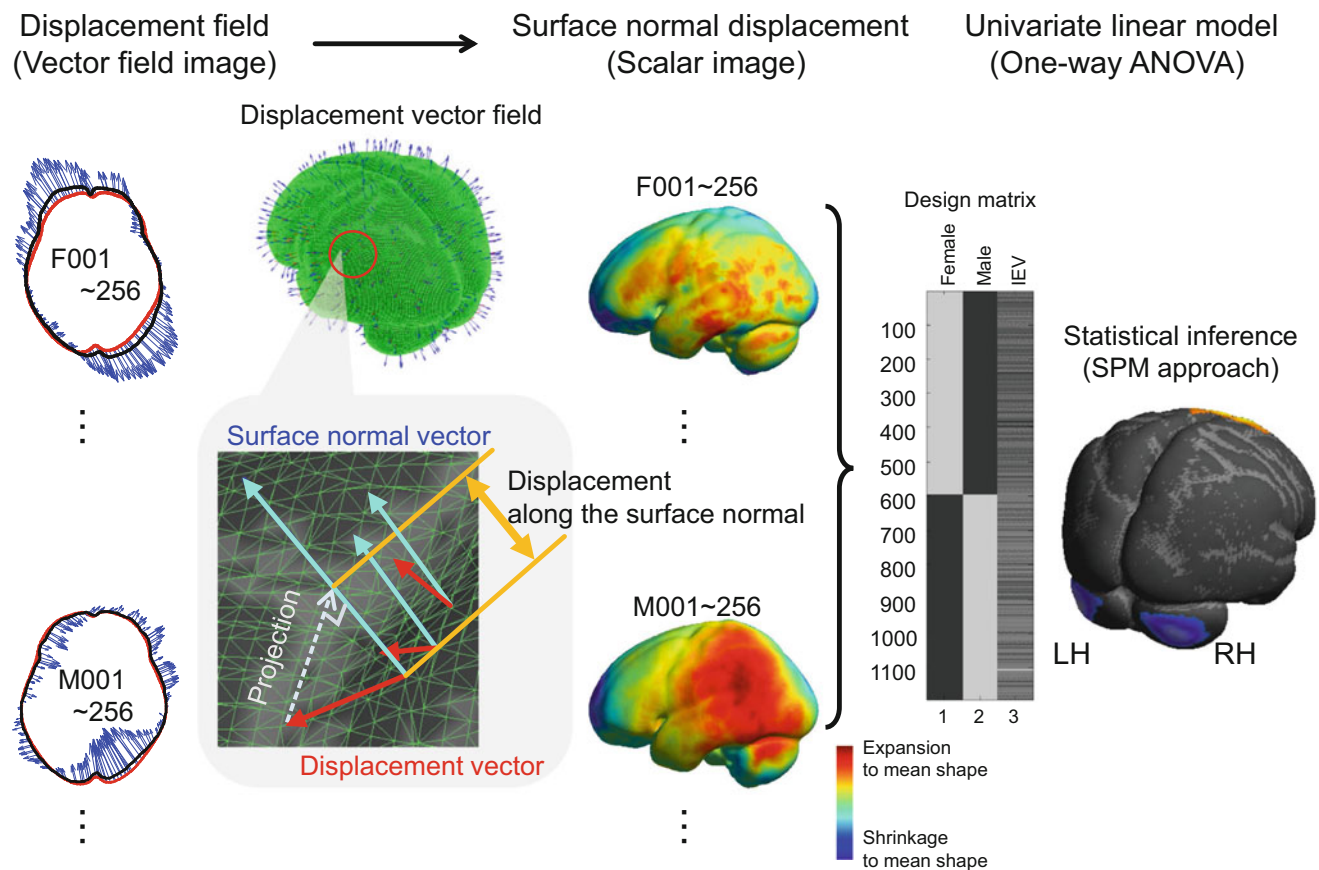 Displacement field
(Vector field image)
Surface normal displacement
(Scalar image)
Univariate linear model
(One-way ANOVA)
Displacement vector field
F001
~256
F001~256
Design matrix
Female
Male
IEV
100
200
300
400
500
600
700
800
900
1000
1100
1
2
3
Statistical inference
(SPM approach)
LH
RH
Surface normal vector
Displacement
along the surface normal
Projection
Displacement vector
M001
~256
M001~256
Expansion
to mean shape
Shrinkage
to mean shape